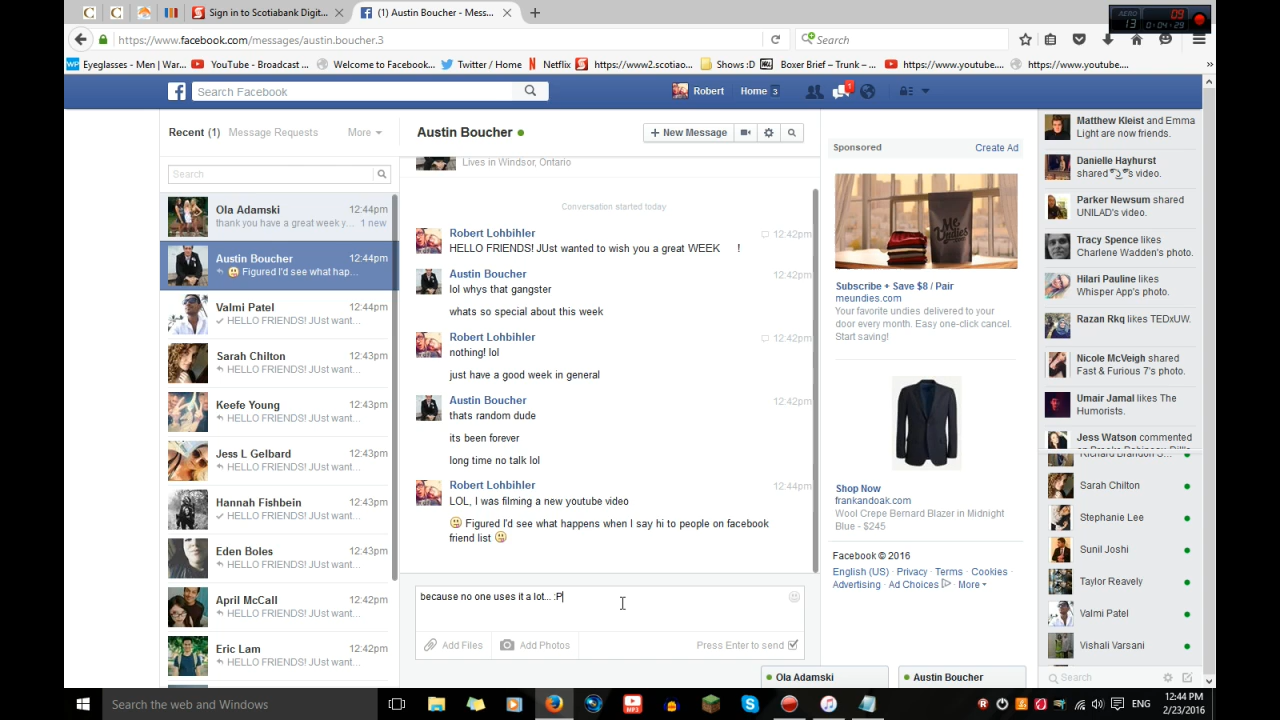 Sign in to Scotiabank Digit...
(1) Austin Boucher - Mess...
AERO
13
09
0:04:29
https://www.facebook.com/messages/austin.boucher.3
Search
Eyeglasses - Men | War...
YouTube - Broadcast ...
Welcome to Facebook...
Twitter / Home
Netflix
https://www2.scotiao...
Shows :D
Boxer Brief – Trunk – ...
https://www.youtube....
https://www.youtube....
Search Facebook
Robert
Home 3
1
Recent (1)
Message Requests
More
Search
Ola Adamski
12:44pm
thank you have a great week y...
1 new
Austin Boucher
12:44pm
Figured I'd see what hap...
Valmi Patel
12:44pm
HELLO FRIENDS! JUst want...
Sarah Chilton
12:43pm
HELLO FRIENDS! JUst want...
Keefe Young
12:43pm
HELLO FRIENDS! JUst want...
Jess L Gelbard
12:43pm
HELLO FRIENDS! JUst want...
Hannah Fishbein
12:43pm
HELLO FRIENDS! JUst want...
Eden Boles
12:43pm
HELLO FRIENDS! JUst want...
April McCall
12:42pm
HELLO FRIENDS! JUst want...
Eric Lam
12:42pm
HELLO FRIENDS! JUst want...
Austin Boucher
+ New Message
Lives in Windsor, Ontario
Conversation started today
Robert Lohbihler
12:42pm
HELLO FRIENDS! JUst wanted to wish you a great WEEK !
Austin Boucher
12:42pm
lol whys that gangster
whats so special about this week
Robert Lohbihler
12:42pm
nothing! lol
just have a good week in general
Austin Boucher
12:42pm
thats random dude
its been forever
long time no talk lol
Robert Lohbihler
12:44pm
LOL, I was filming a new youtube video
Figured I'd see what happens when I say hi to people on facebook
friend list
because no one uses it a lot... :P
Add Files
Add Photos
Press Enter to send
Sponsored
Create Ad
Me
Undies
Subscribe + Save $8 / Pair
meundies.com
Your favorite undies delivered to your
door every month. Easy one-click cancel.
Start saving!
Shop Now
frankandoak.com
Wool Crepe Bernard Blazer in Midnight
Blue - $245
Facebook © 2016
English (US) · Privacy · Terms · Cookies ·
Advertising · Ad Choices · More
Matthew Kleist and Emma
Light are now friends.
Danielle Hayhurst
shared 's video.
Parker Newsum shared
UNILAD's video.
Tracy Spence likes
Charlene Wadden's photo.
Hilari Pauline likes
Whisper App's photo.
Razan Rkq likes TEDxUW.
Nicole McVeigh shared
Fast & Furious 7's photo.
Umair Jamal likes The
Humorists.
Jess Watson commented
Richard Brandon S...
Sarah Chilton
Stephanie Lee
Sunil Joshi
Taylor Reavely
Valmi Patel
Vishali Varsani
Search
Ola Adamski
Austin Boucher
Search the web and Windows
MP3
ENG
12:44 PM
2/23/2016